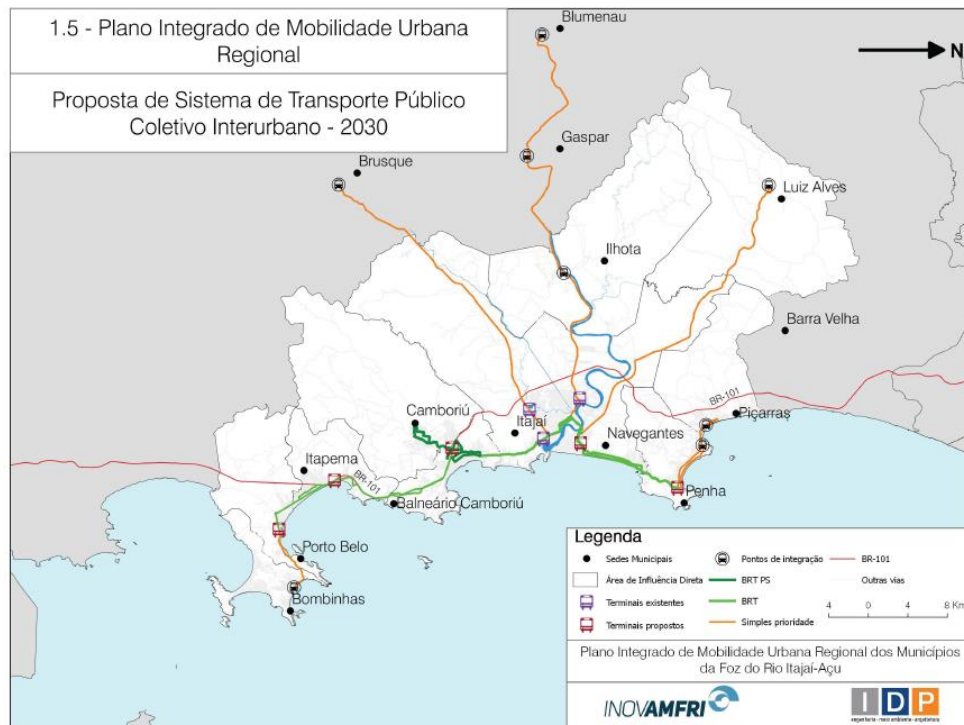 1.5 - Plano Integrado de Mobilidade Urbana
Regional
Proposta de Sistema de Transporte Público
Coletivo Interurbano - 2030
Blumenau
N
Gaspar
Brusque
Luiz Alves
Ilhota
Barra Velha
BR-101
Piçarras
Camboriú
Itajaí
Navegantes
Itapema
BR-101
Penha
Balneário Camboriú
Porto Belo
Bombinhas
Legenda
Sedes Municipais
Pontos de integração
BR-101
Área de Influência Direta
BRT PS
Outras vias
Terminais existentes
BRT
4 0 4 8 Km
Terminais propostos
Simples prioridade
Plano Integrado de Mobilidade Urbana Regional dos Municípios
da Foz do Rio Itajaí-Açu
INOVAMFRI
IDP
engenharia - meio ambiente - arquitetura